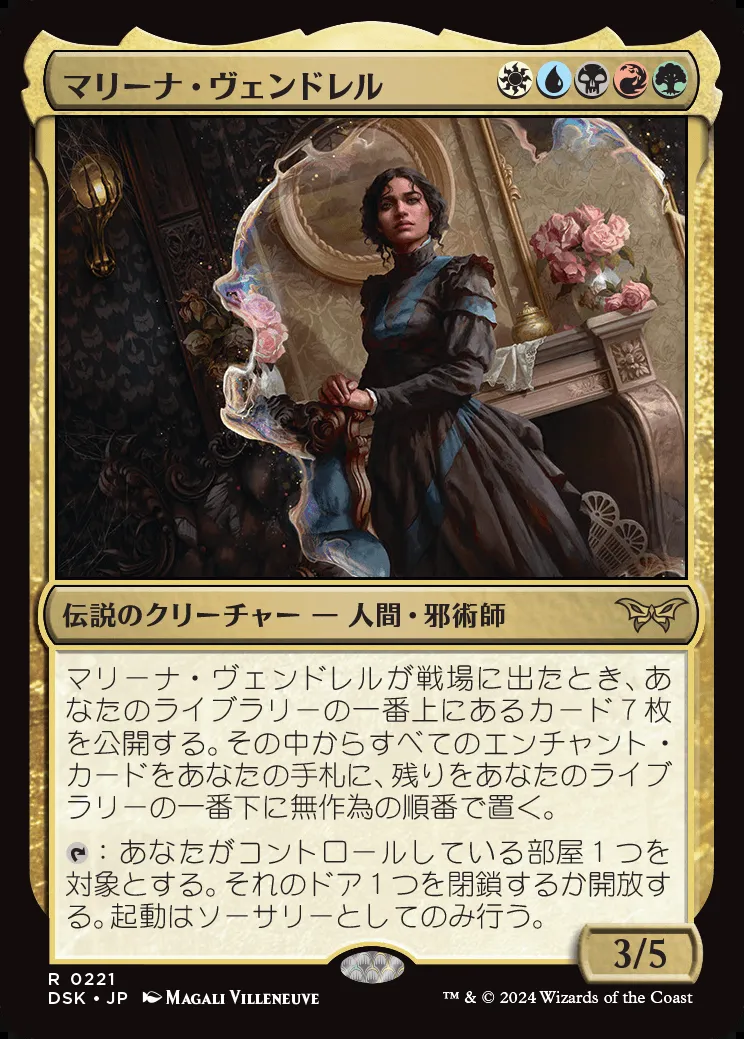 マリーナ・ヴェンドレル
伝説のクリーチャー — 人間・邪術師
マリーナ・ヴェンドレルが戦場に出たとき、あ
なたのライブラリーの一番上にあるカード７枚
を公開する。その中からすべてのエンチャント・
カードをあなたの手札に、残りをあなたのライブ
ラリーの一番下に無作為の順番で置く。
：あなたがコントロールしている部屋１つを
対象とする。それのドア１つを閉鎖するか開放す
る。起動はソーサリーとしてのみ行う。
3/5
R 0221
DSK • JP MAGALI VILLENEUVE
™ & © 2024 Wizards of the Coast